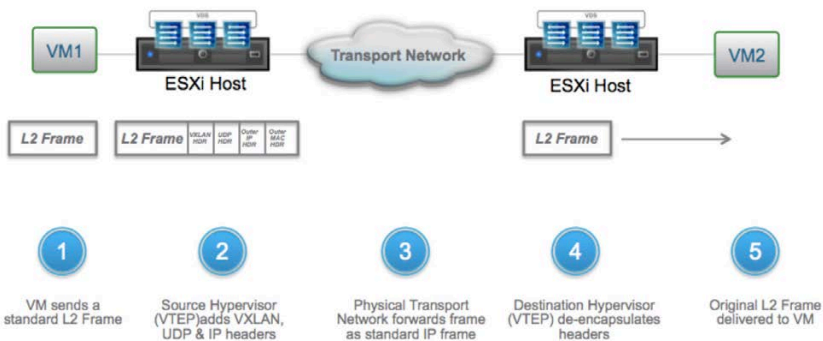 VDS
VDS
VM1
Transport Network
VM2
ESXi Host
ESXi Host
L2 Frame
L2 Frame
VXLAN
HDR
UDP
HDR
Outer
IP
HDR
Outer
MAC
HDR
L2 Frame
1
2
3
4
5
VM sends a
standard L2 Frame
Source Hypervisor
(VTEP)adds VXLAN,
UDP & IP headers
Physical Transport
Network forwards frame
as standard IP frame
Destination Hypervisor
(VTEP) de-encapsulates
headers
Original L2 Frame
delivered to VM